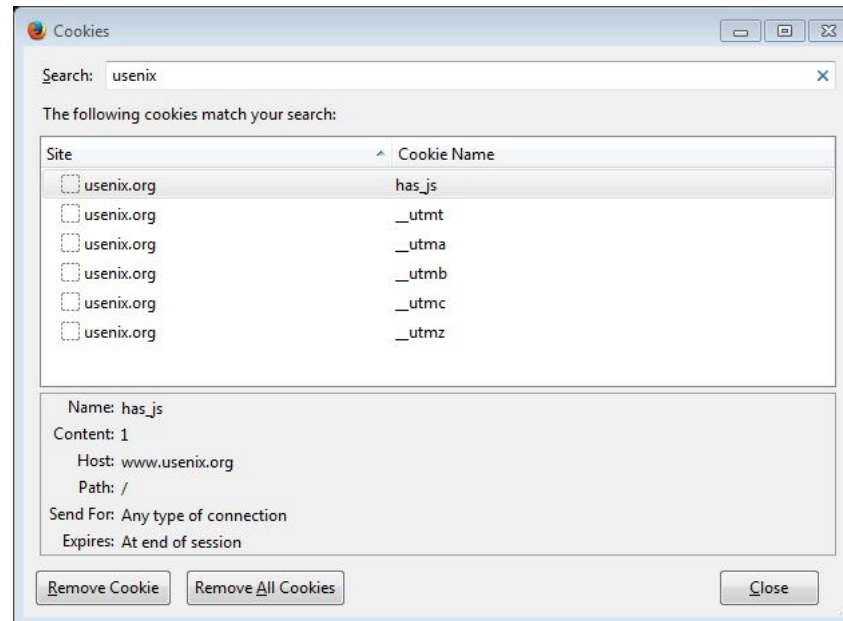 Cookies
Search: usenix
The following cookies match your search:
Site Cookie Name
usenix.org has_js
usenix.org __utmt
usenix.org __utma
usenix.org __utmb
usenix.org __utmc
usenix.org __utmz
Name: has_js
Content: 1
Host: www.usenix.org
Path: /
Send For: Any type of connection
Expires: At end of session
Remove Cookie Remove All Cookies Close